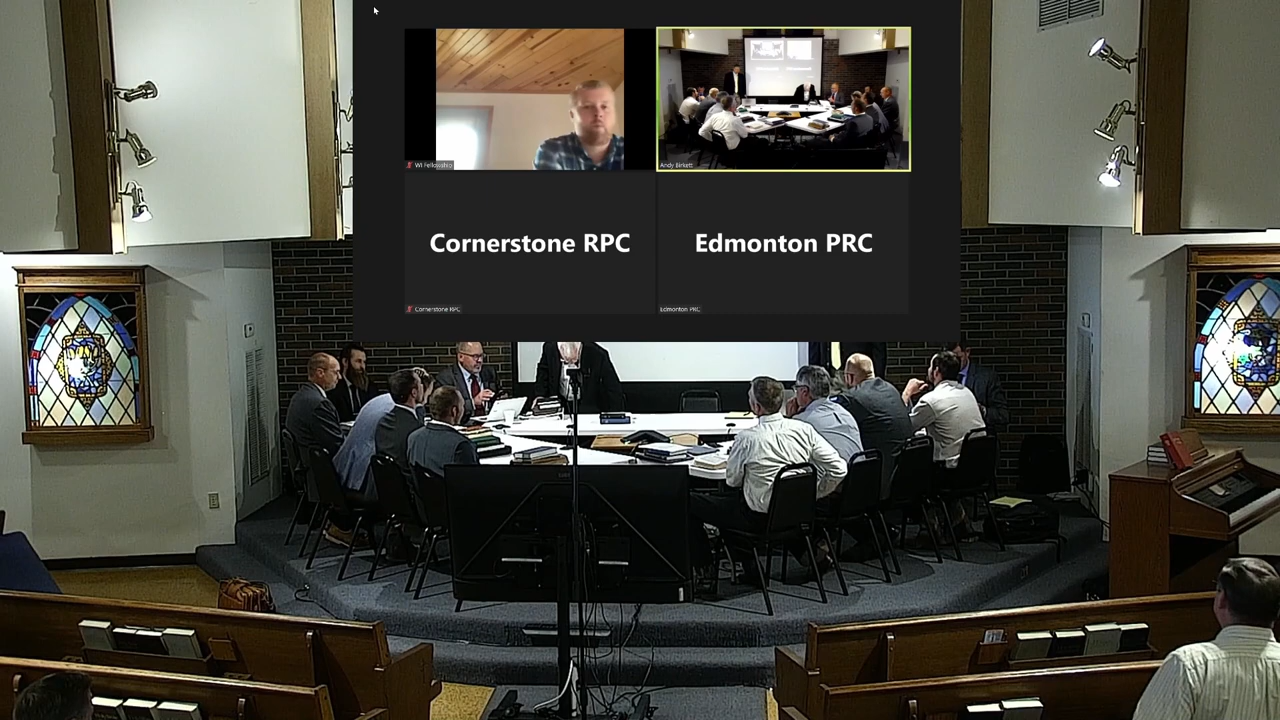 WI Fellowship
Andy Birkett
Cornerstone RPC
Edmonton PRC
Cornerstone RPC
Edmonton PRC